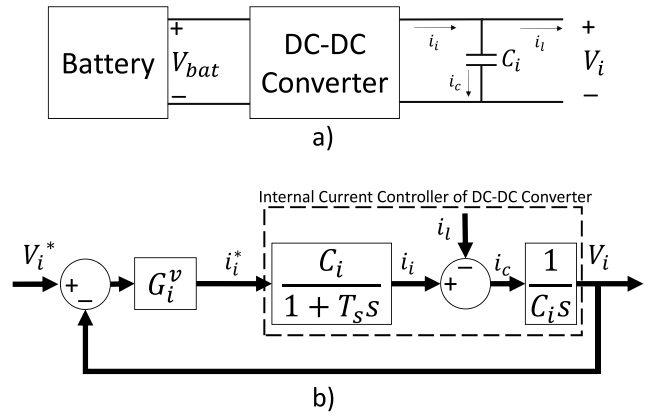 Battery
+
V_bat
−
DC-DC
Converter
i_i
i_c
C_i
i_l
+
V_i
−
a)
Internal Current Controller of DC-DC Converter
V_i^*
+
−
G_i^v
i_i^*
C_i
1 + T_s s
i_i
i_l
+
−
i_c
1
C_i s
V_i
b)